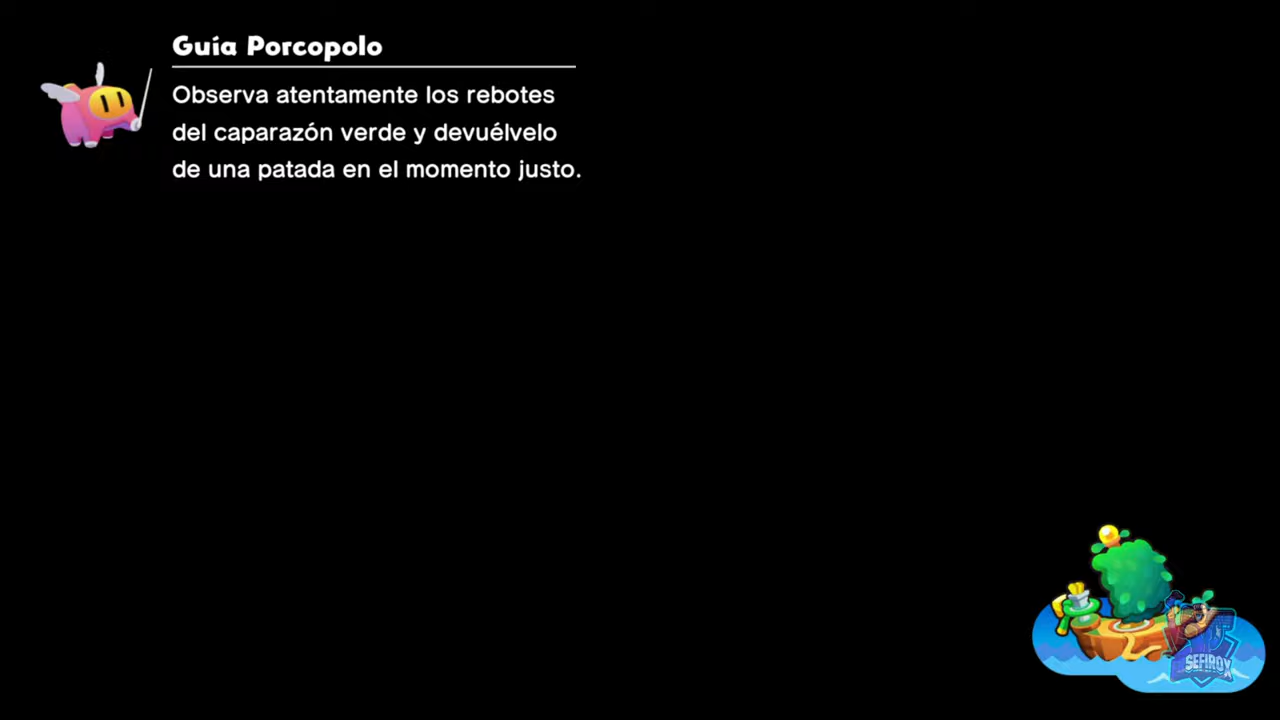 Guía Porcopolo
Observa atentamente los rebotes
del caparazón verde y devuélvelo
de una patada en el momento justo.
SEFIROX